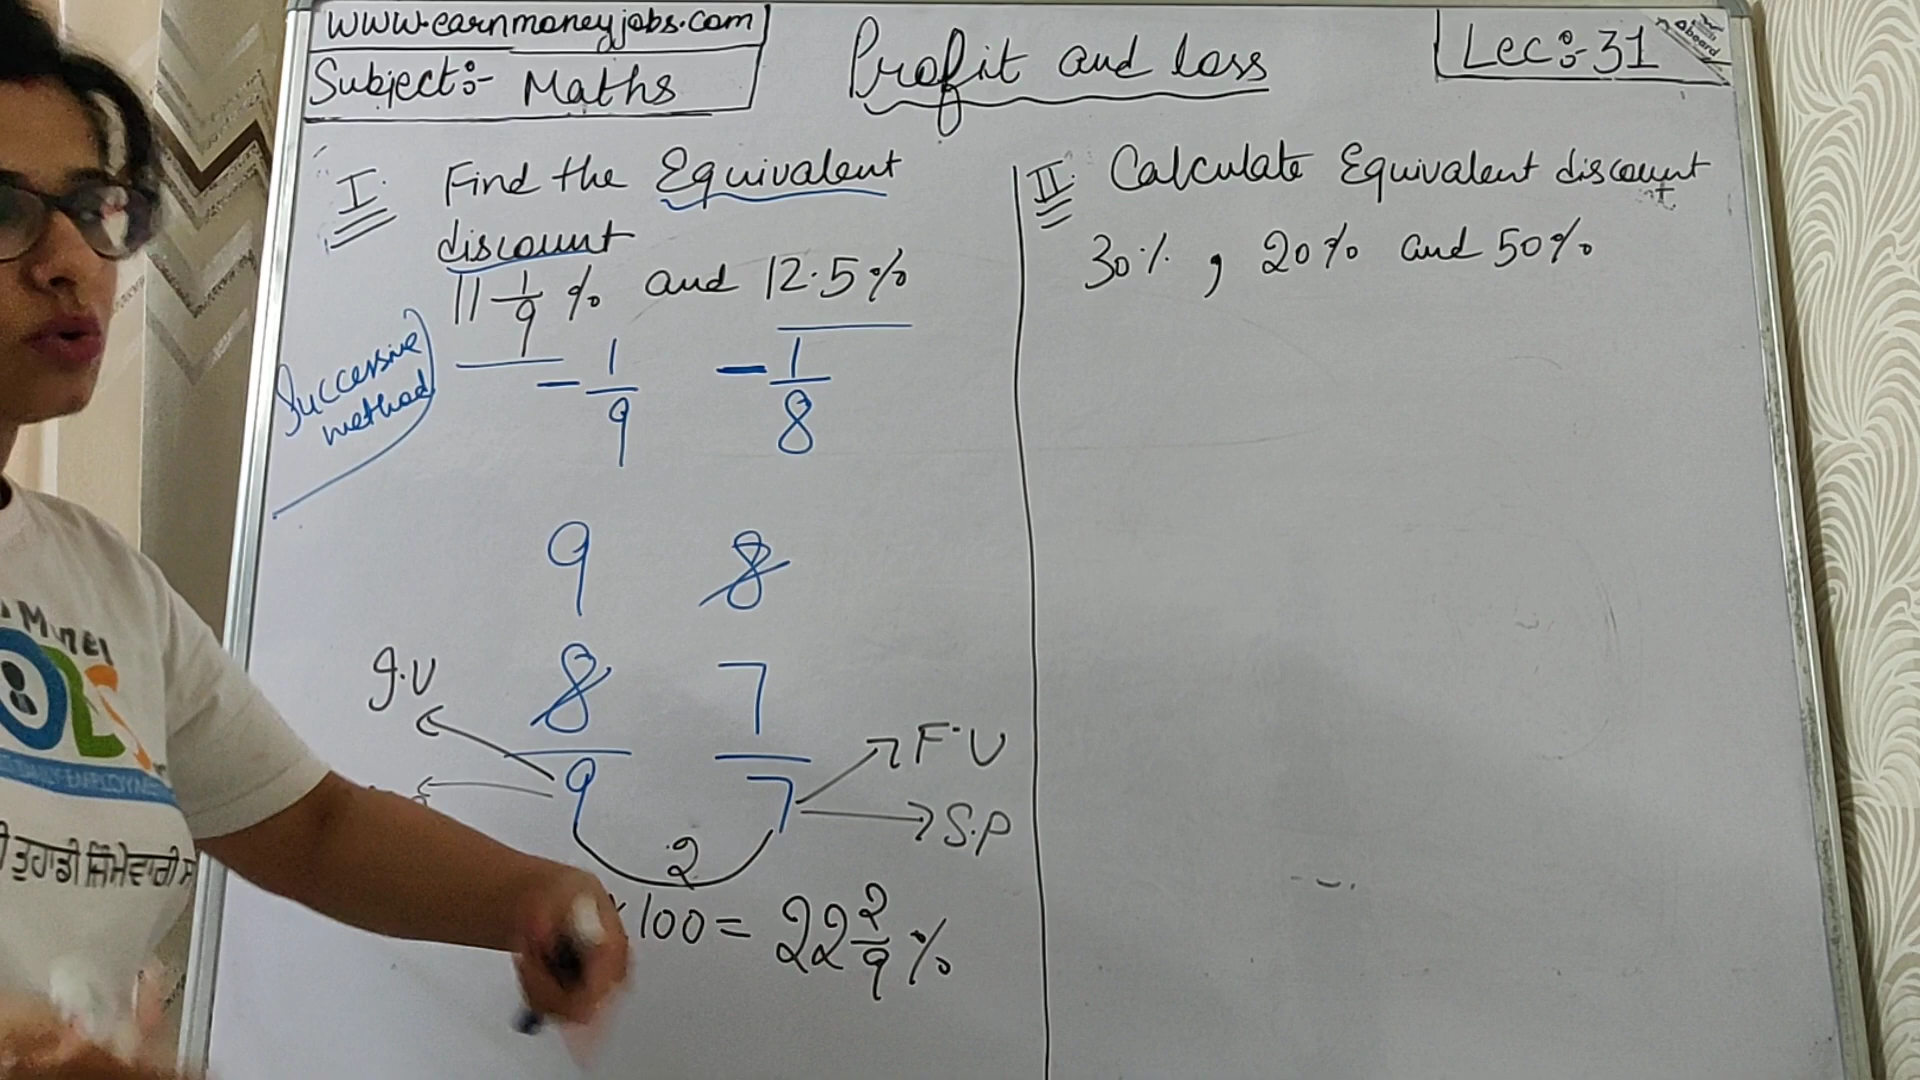 www.earnmoneyjobs.com
Subject:- Maths
Profit and loss
Lec:-31
board
I. Find the Equivalent
discount
11 1/9 % and 12.5%
Successive
method
- 1/9 - 1/8
9 8
8 7
9 7
I.V
F.V
S.P
2
×100 = 22 2/9 %
II. Calculate Equivalent discount
30%, 20% and 50%